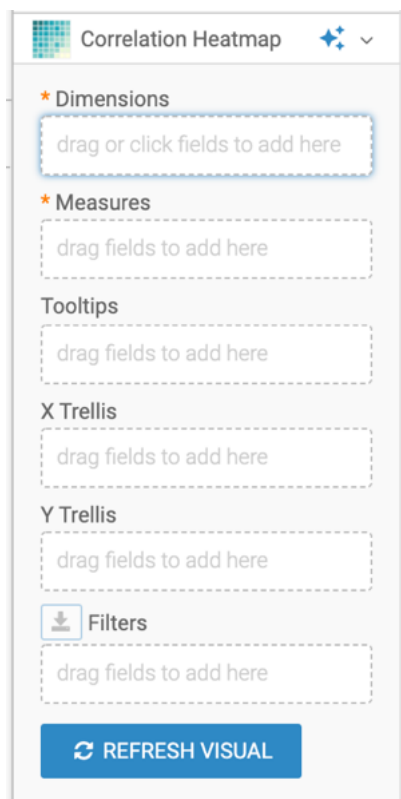 Correlation Heatmap
* Dimensions
drag or click fields to add here
* Measures
drag fields to add here
Tooltips
drag fields to add here
X Trellis
drag fields to add here
Y Trellis
drag fields to add here
Filters
drag fields to add here
REFRESH VISUAL